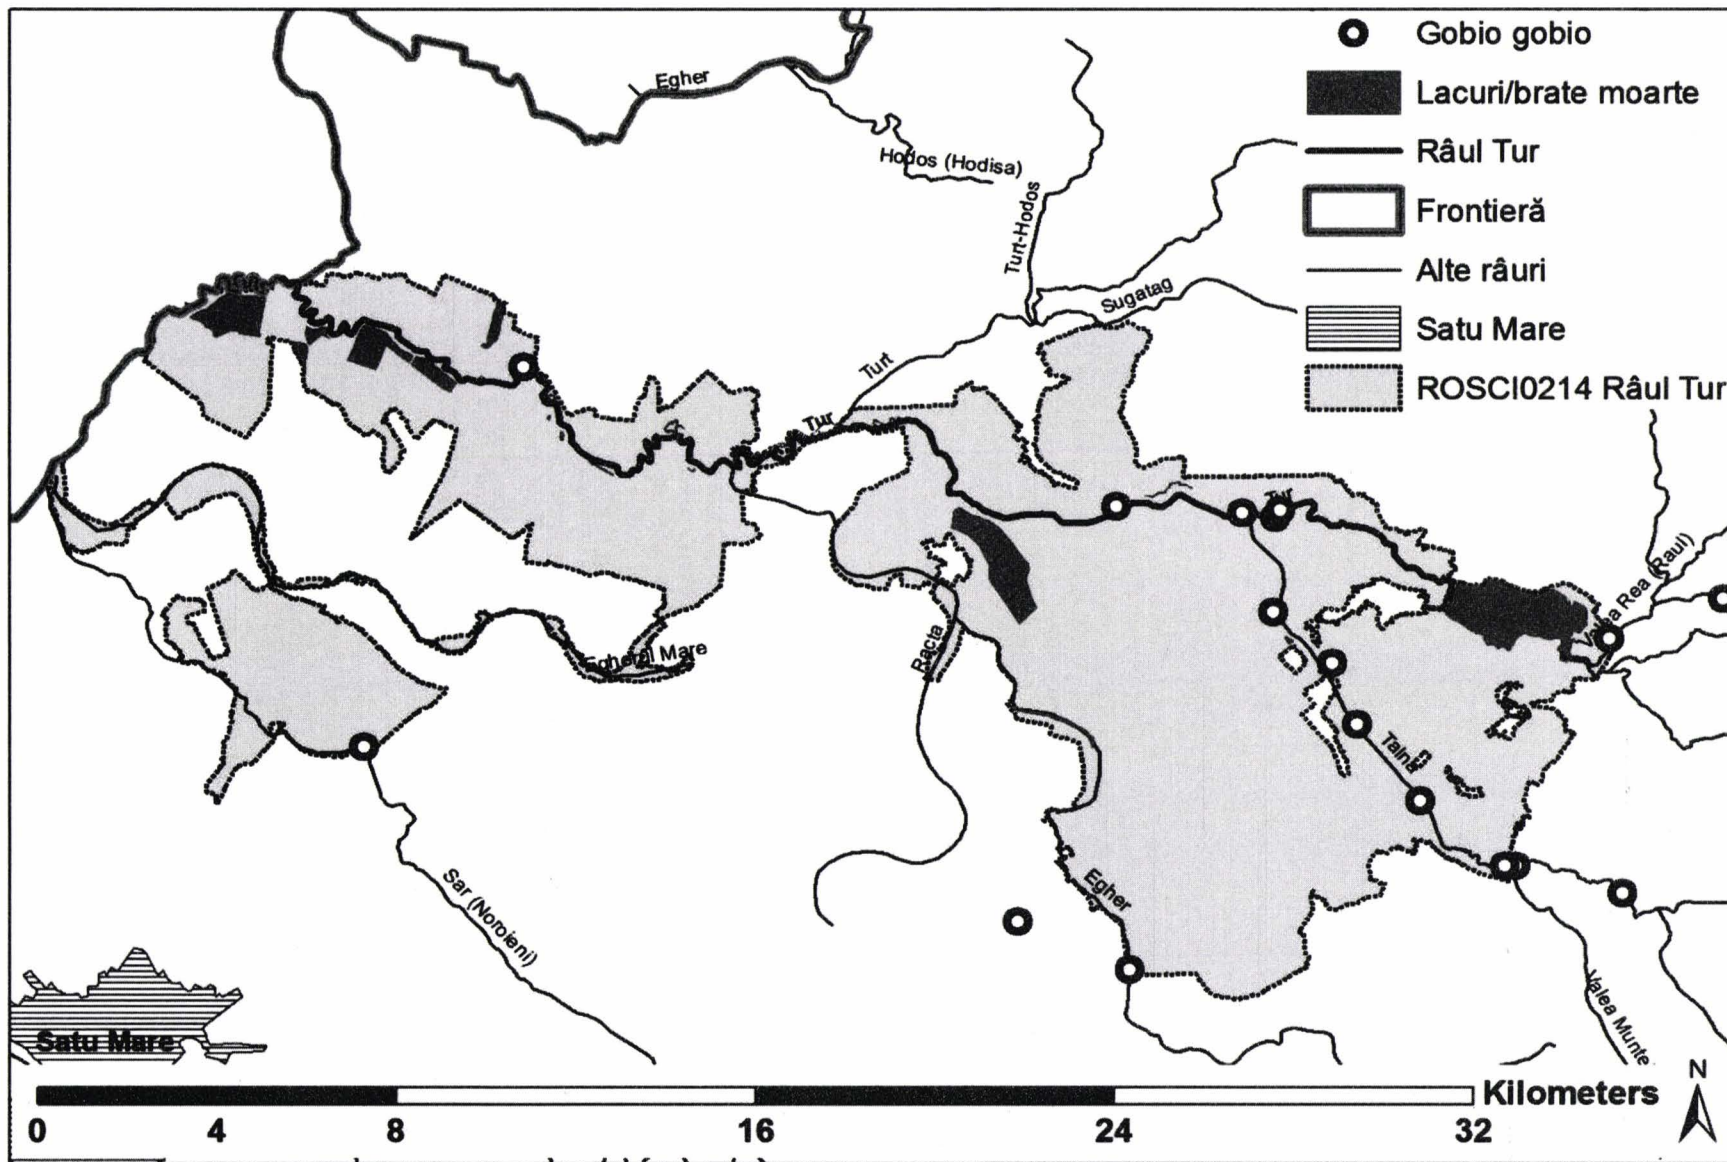 Gobio gobio
Lacuri/brate moarte
Râul Tur
Frontieră
Alte râuri
Satu Mare
ROSCI0214 Râul Tur
Egher
Hodos (Hodisa)
Turt-Hodos
Sugatag
Turt
Tur
Tur
Valea Rea (Raul)
Egherul Mare
Racta
Talna
Egher
Sar (Noroieni)
Valea Munte
Satu Mare
N
Kilometers
0 4 8 16 24 32